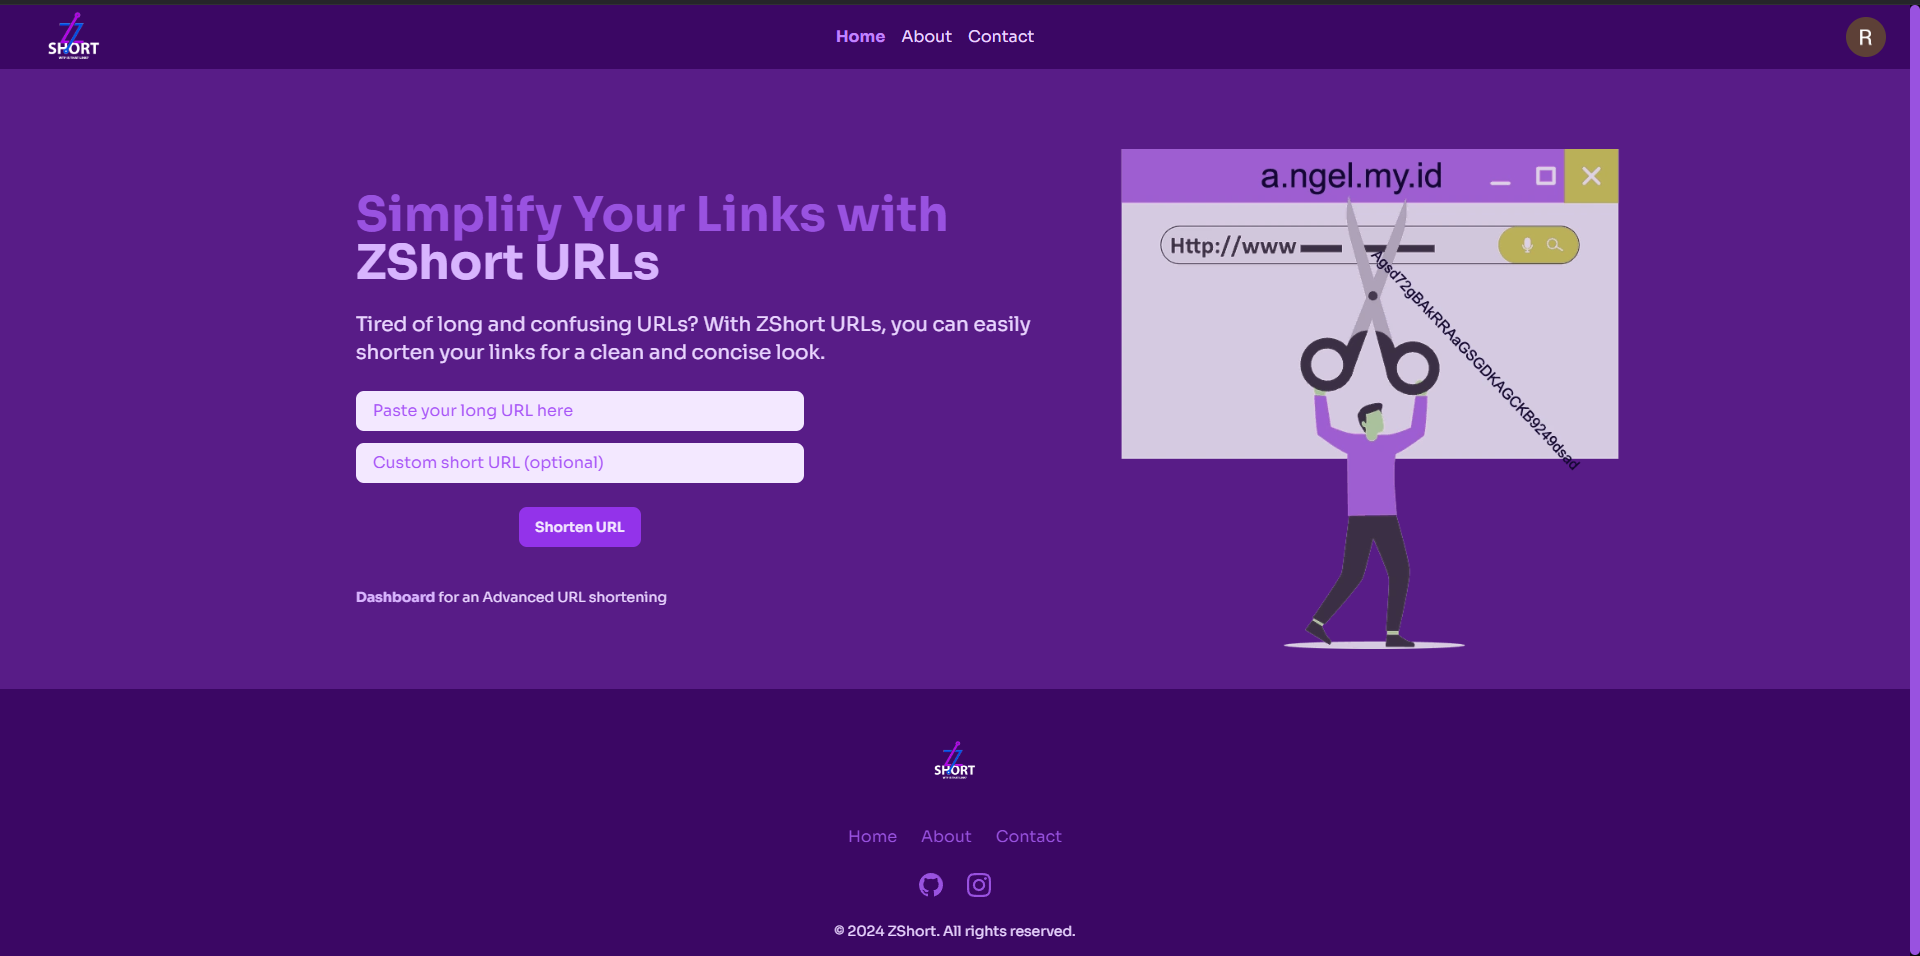 SHORT
Home About Contact
R
Simplify Your Links with
ZShort URLs
Tired of long and confusing URLs? With ZShort URLs, you can easily
shorten your links for a clean and concise look.
Paste your long URL here
Custom short URL (optional)
Shorten URL
Dashboard for an Advanced URL shortening
a.ngel.my.id
Http://www
Agsd72gBAkRRAaGSGDKAGCKB9249dsad
SHORT
Home About Contact
© 2024 ZShort. All rights reserved.